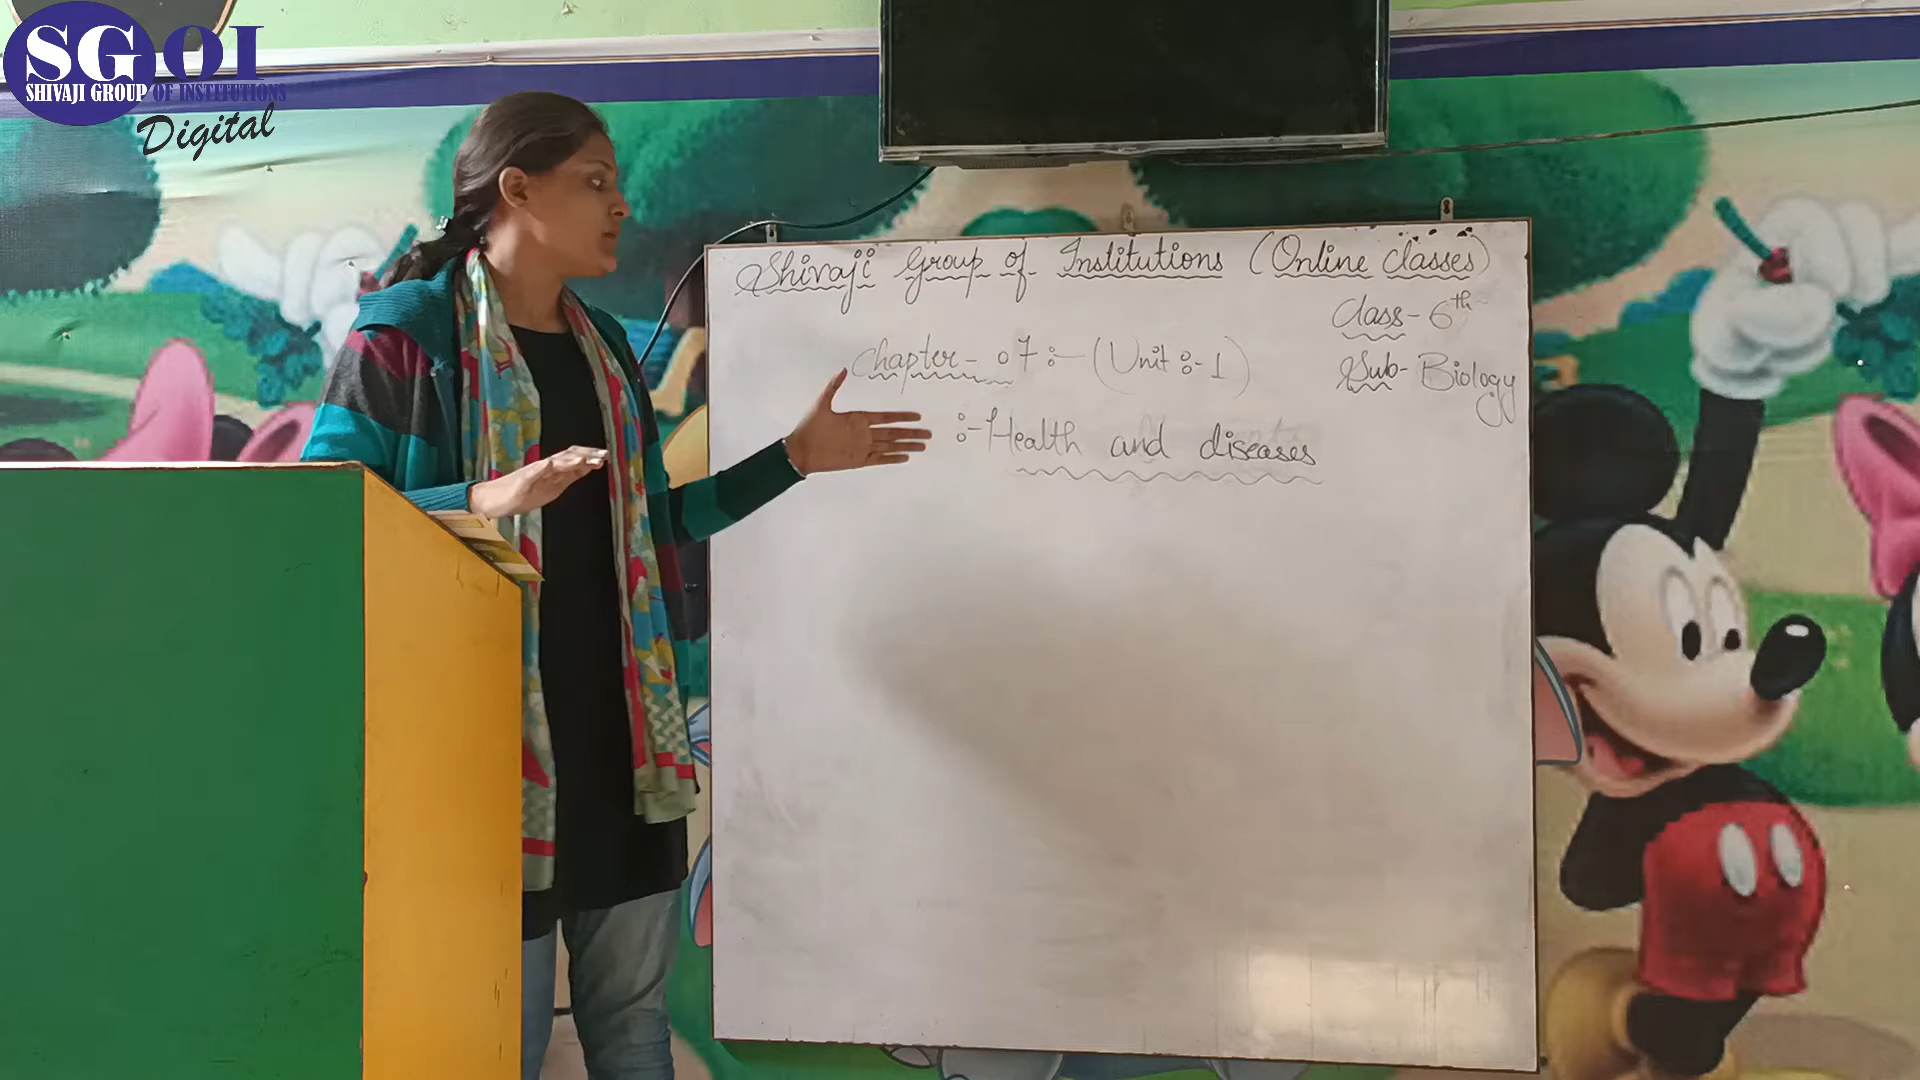 SGOI
SHIVAJI GROUP OF INSTITUTIONS
Digital
Shivaji Group of Institutions (Online classes)
Class- 6th
Chapter- 07 :- (Unit :- 1)
Sub- Biology
:- Health and diseases